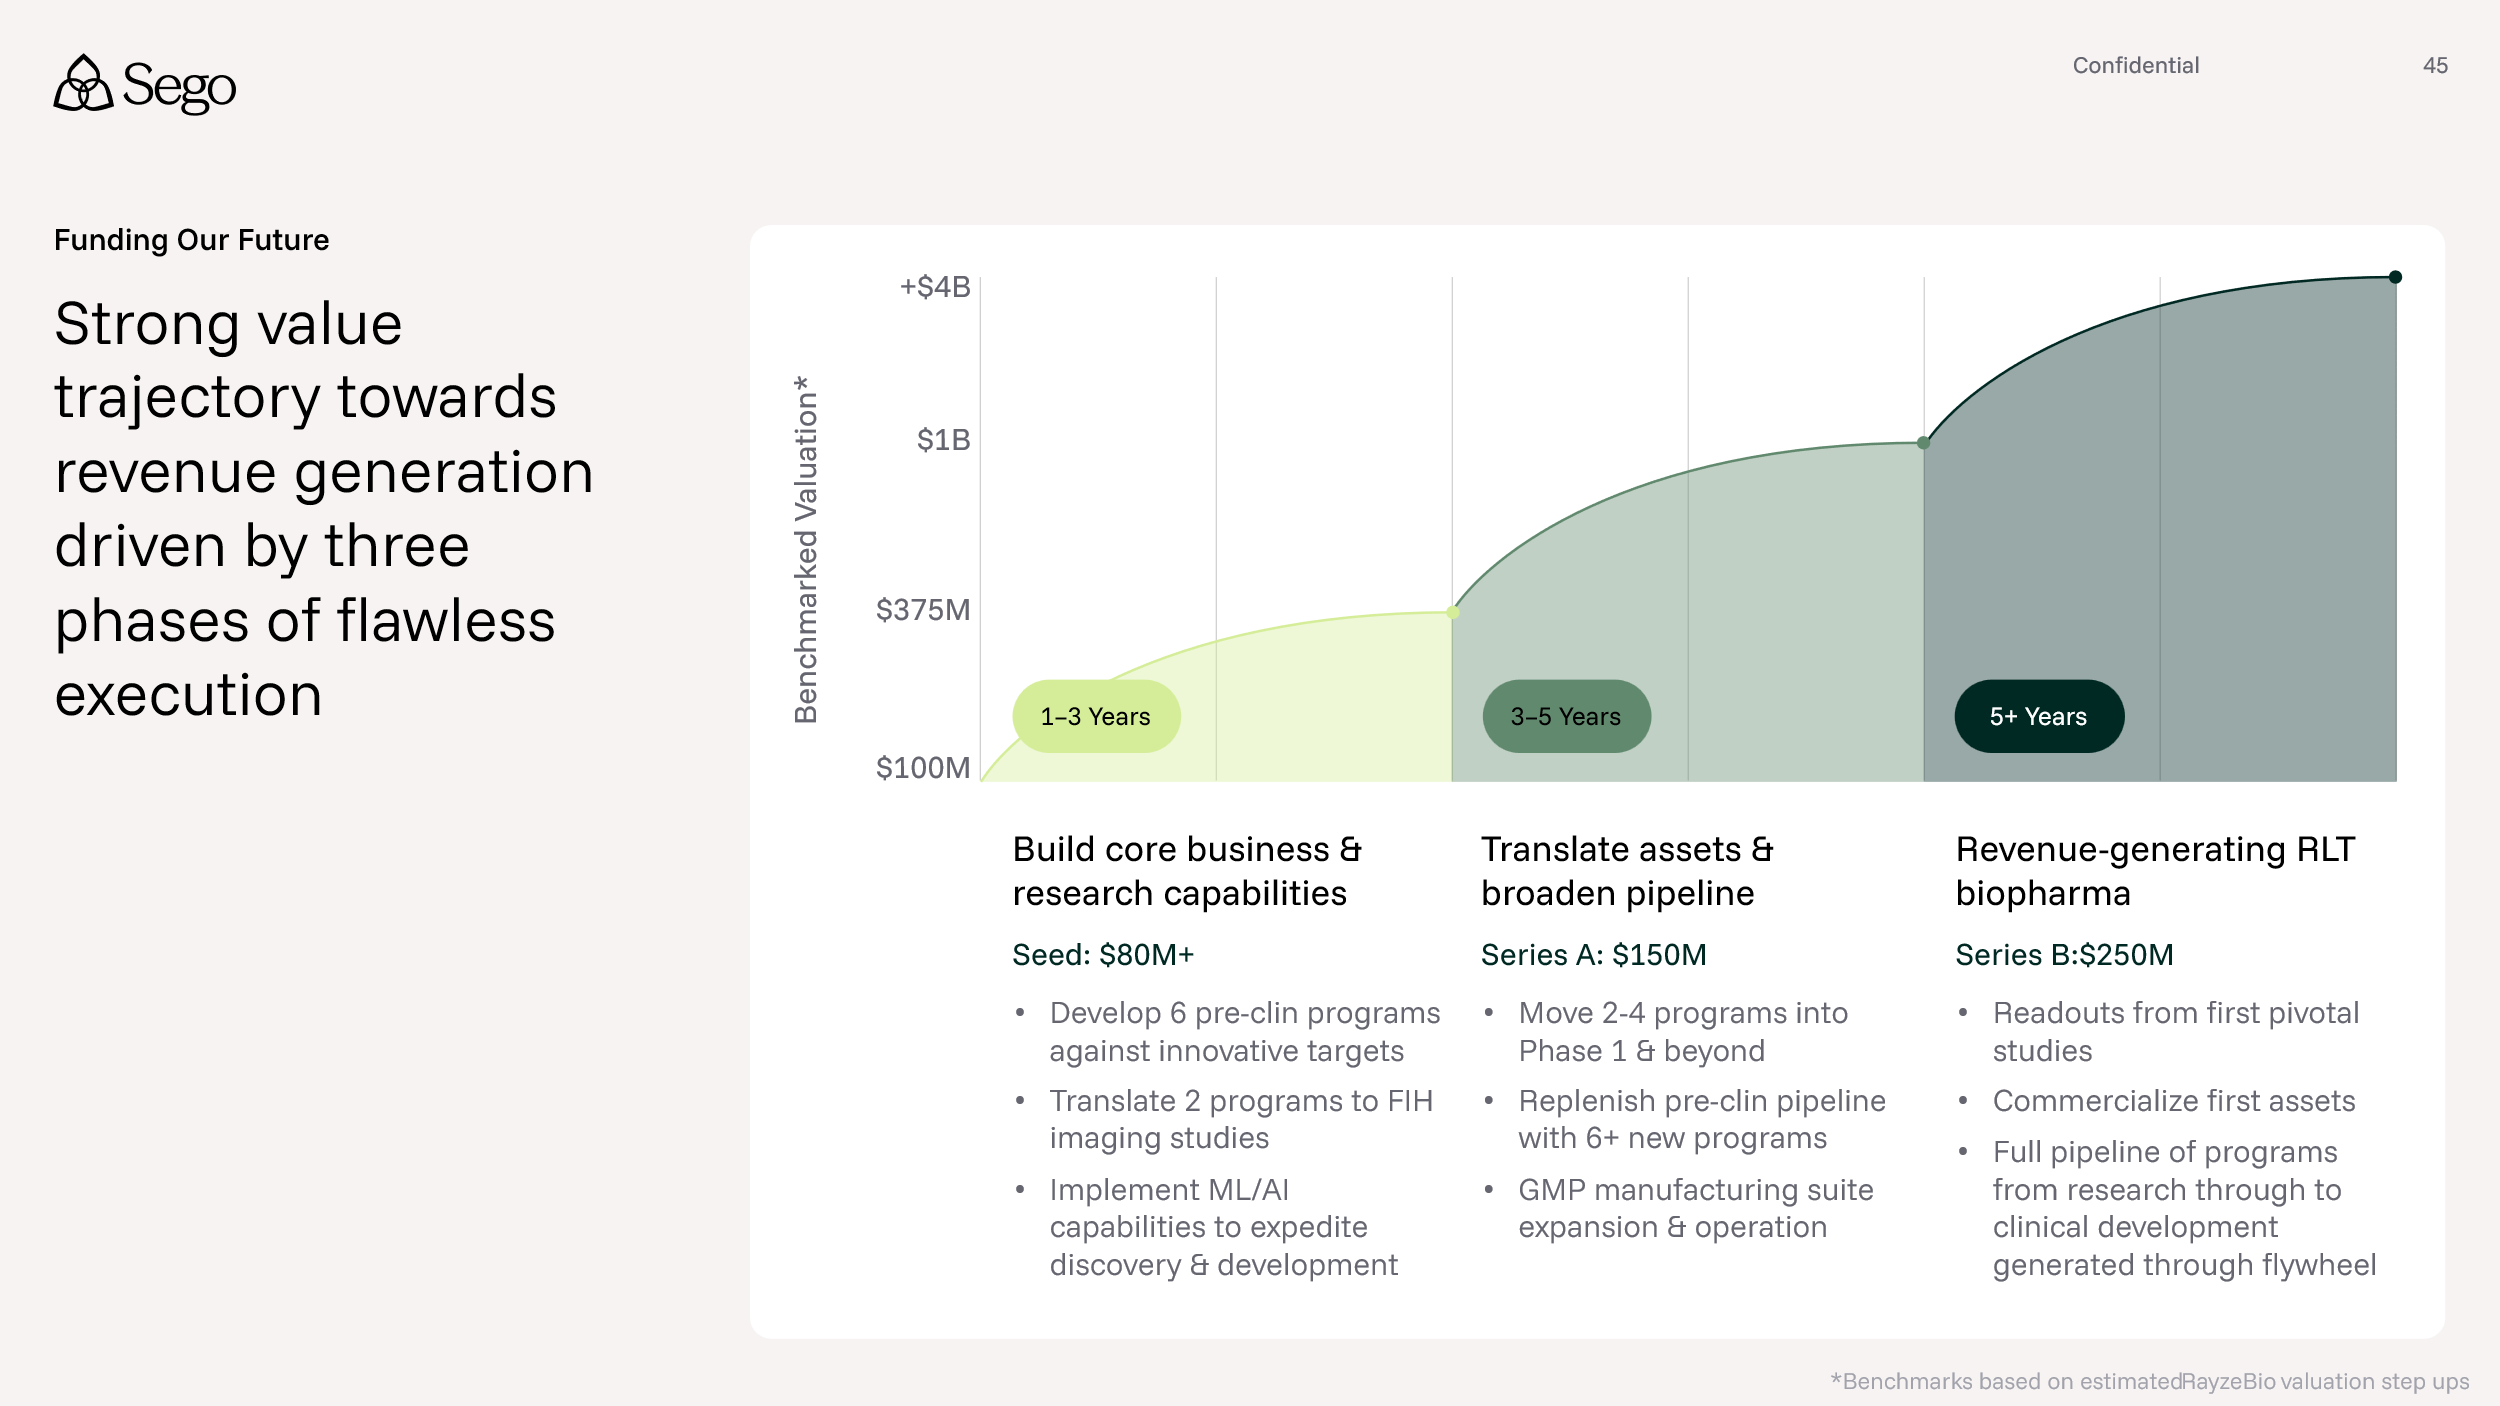 Sego
Confidential
45
Funding Our Future
Strong value
trajectory towards
revenue generation
driven by three
phases of flawless
execution
Benchmarked Valuation*
+$4B
$1B
$375M
$100M
1–3 Years
3–5 Years
5+ Years
Build core business &
research capabilities
Seed: $80M+
• Develop 6 pre-clin programs
against innovative targets
• Translate 2 programs to FIH
imaging studies
• Implement ML/AI
capabilities to expedite
discovery & development
Translate assets &
broaden pipeline
Series A: $150M
• Move 2-4 programs into
Phase 1 & beyond
• Replenish pre-clin pipeline
with 6+ new programs
• GMP manufacturing suite
expansion & operation
Revenue-generating RLT
biopharma
Series B:$250M
• Readouts from first pivotal
studies
• Commercialize first assets
• Full pipeline of programs
from research through to
clinical development
generated through flywheel
*Benchmarks based on estimatedRayzeBio valuation step ups